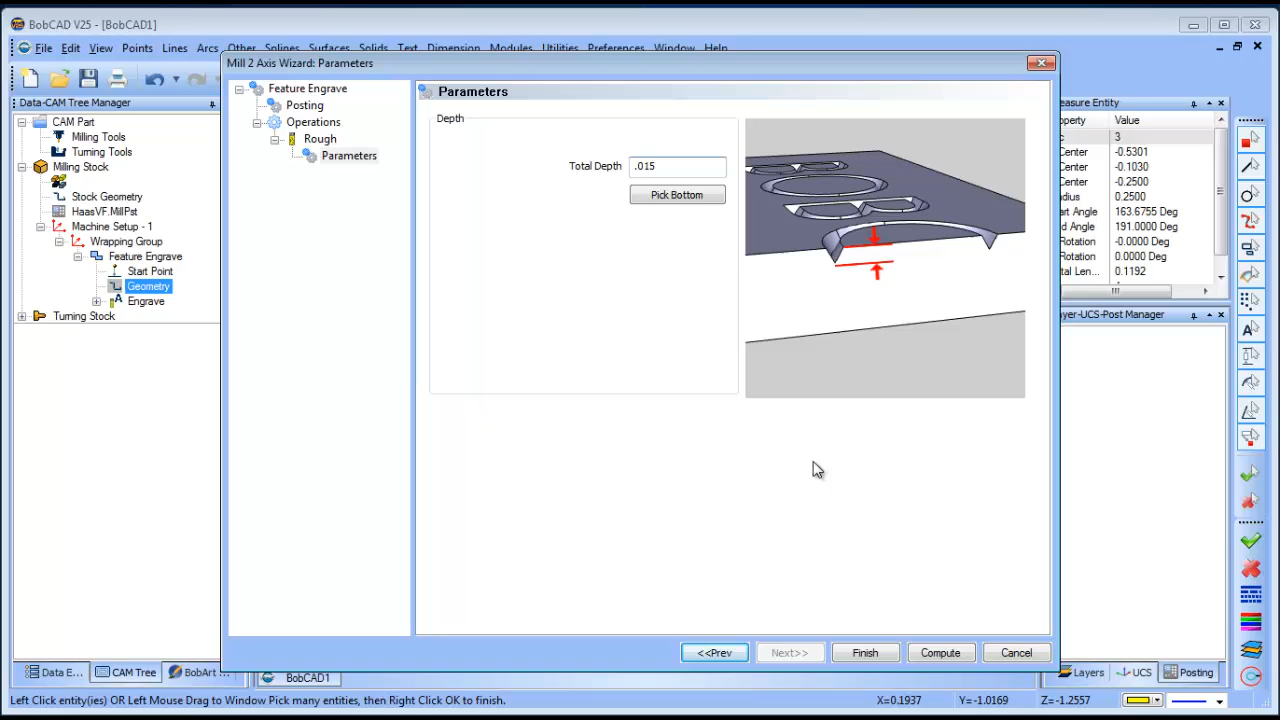 BobCAD V25 - [BobCAD1]
File Edit View Points Lines Arcs Other Splines Surfaces Solids Text Dimension Modules Utilities Preferences Window Help
Mill 2 Axis Wizard: Parameters
Data-CAM Tree Manager
CAM Part
Milling Tools
Turning Tools
Milling Stock
Stock Geometry
HaasVF.MillPst
Machine Setup - 1
Wrapping Group
Feature Engrave
Start Point
Geometry
Engrave
Turning Stock
Feature Engrave
Posting
Operations
Rough
Parameters
Parameters
Depth
Total Depth .015
Pick Bottom
<<Prev Next>> Finish Compute Cancel
easure Entity
perty Value
c 3
Center -0.5301
Center -0.1030
Center -0.2500
adius 0.2500
art Angle 163.6755 Deg
nd Angle 191.0000 Deg
Rotation -0.0000 Deg
Rotation 0.0000 Deg
tal Len... 0.1192
ayer-UCS-Post Manager
Data E... CAM Tree BobArt
BobCAD1
Layers UCS Posting
Left Click entity(ies) OR Left Mouse Drag to Window Pick many entities, then Right Click OK to finish.
X=0.1937 Y=-1.0169 Z=-1.2557